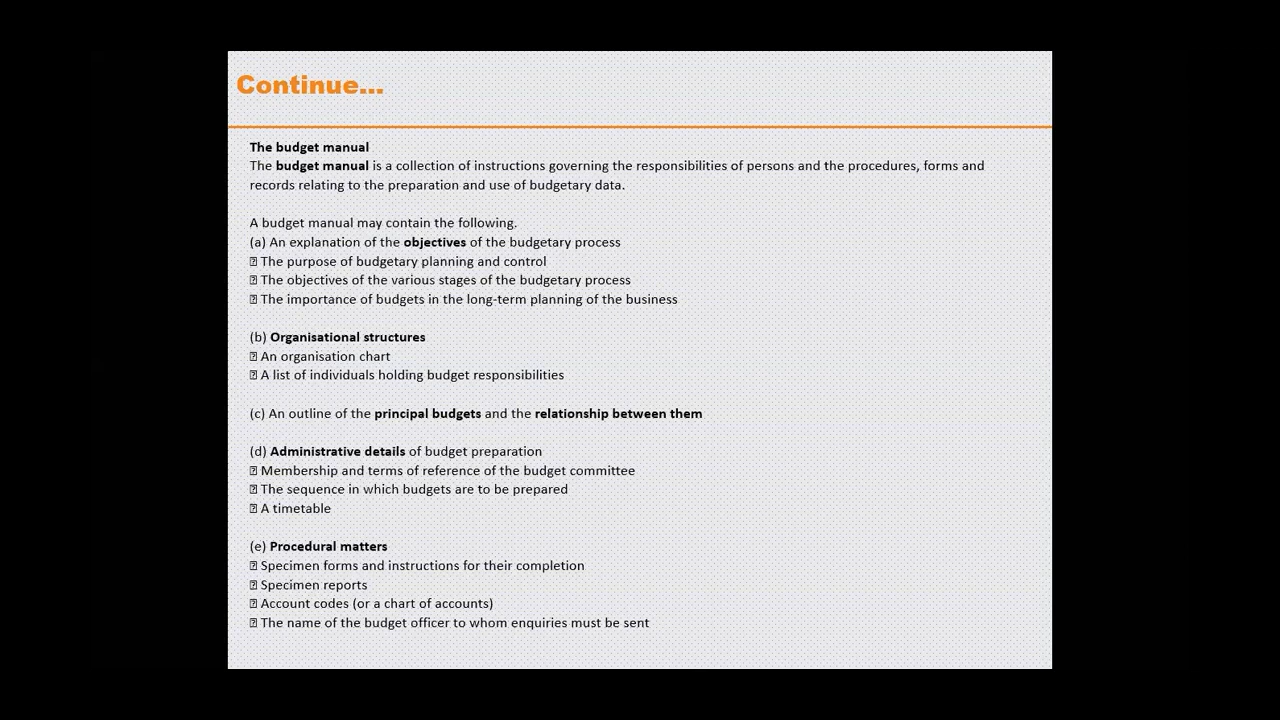 Continue...
The budget manual
The budget manual is a collection of instructions governing the responsibilities of persons and the procedures, forms and
records relating to the preparation and use of budgetary data.
A budget manual may contain the following.
(a) An explanation of the objectives of the budgetary process
⍰ The purpose of budgetary planning and control
⍰ The objectives of the various stages of the budgetary process
⍰ The importance of budgets in the long-term planning of the business
(b) Organisational structures
⍰ An organisation chart
⍰ A list of individuals holding budget responsibilities
(c) An outline of the principal budgets and the relationship between them
(d) Administrative details of budget preparation
⍰ Membership and terms of reference of the budget committee
⍰ The sequence in which budgets are to be prepared
⍰ A timetable
(e) Procedural matters
⍰ Specimen forms and instructions for their completion
⍰ Specimen reports
⍰ Account codes (or a chart of accounts)
⍰ The name of the budget officer to whom enquiries must be sent